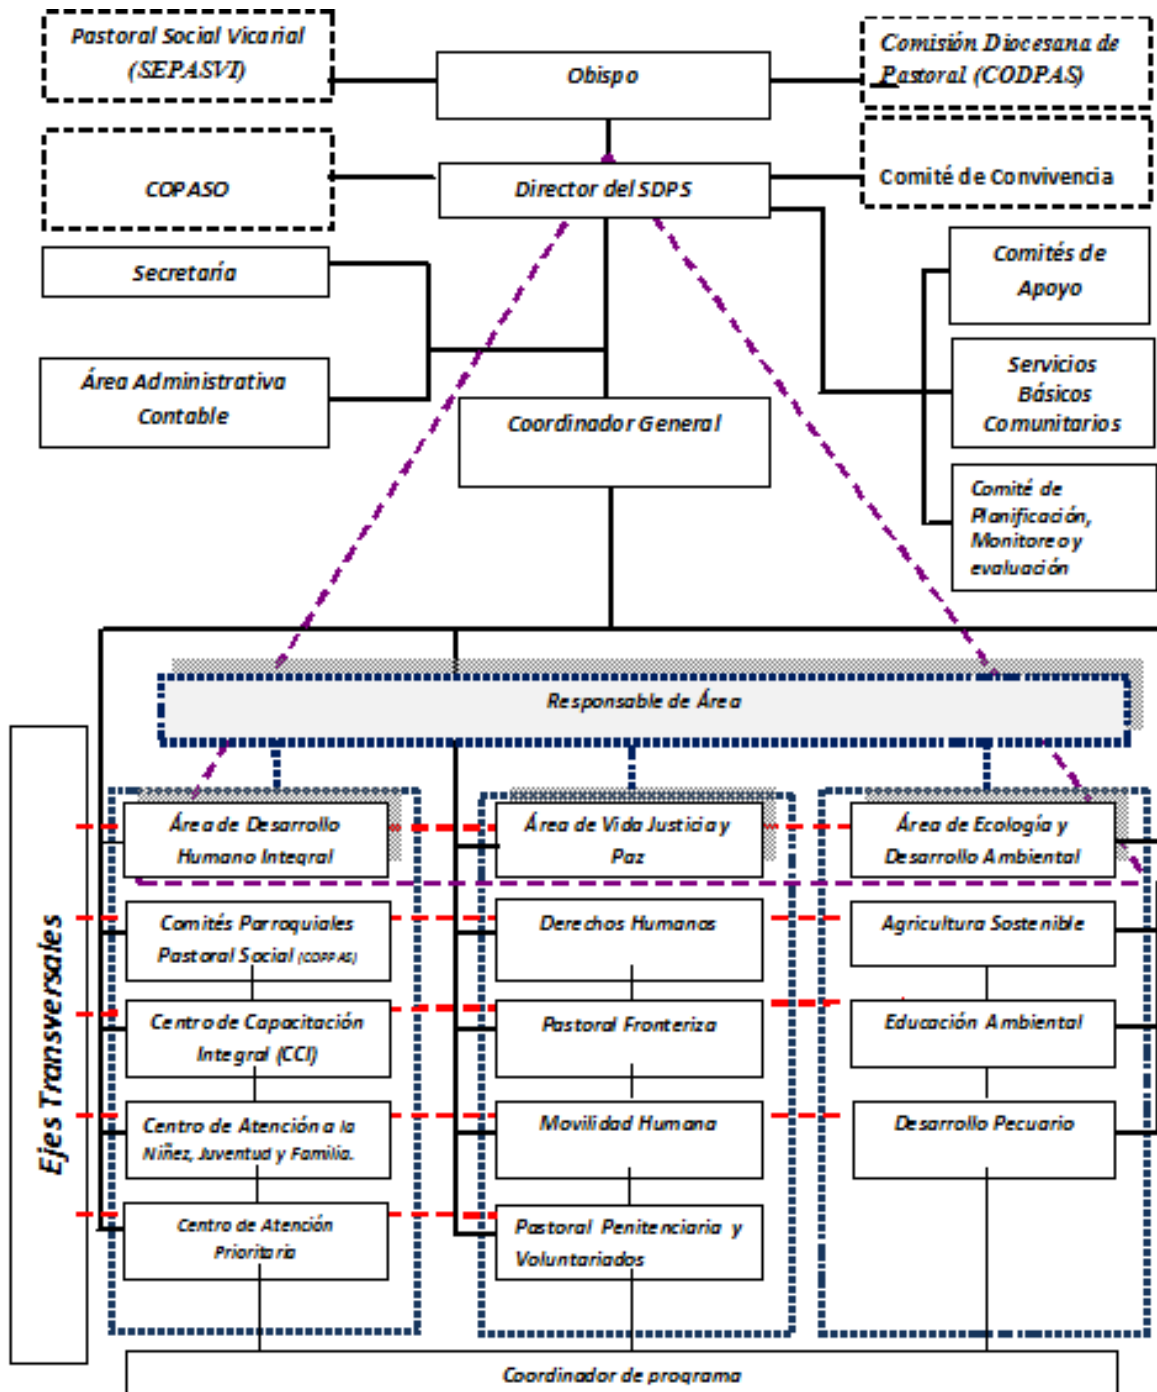 Pastoral Social Vicarial
(SEPASVI)
Obispo
Comisión Diocesana de
Pastoral (CODPAS)
COPASO
Director del SDPS
Comité de Convivencia
Secretaría
Comités de
Apoyo
Área Administrativa
Contable
Coordinador General
Servicios
Básicos
Comunitarios
Comité de
Planificación,
Monitoreo y
evaluación
Responsable de Área
Ejes Transversales
Área de Desarrollo
Humano Integral
Área de Vida Justicia y
Paz
Área de Ecología y
Desarrollo Ambiental
Comités Parroquiales
Pastoral Social (COPPAS)
Derechos Humanos
Agricultura Sostenible
Centro de Capacitación
Integral (CCI)
Pastoral Fronteriza
Educación Ambiental
Centro de Atención a la
Niñez, Juventud y Familia.
Movilidad Humana
Desarrollo Pecuario
Centro de Atención
Prioritaria
Pastoral Penitenciaria y
Voluntariados
Coordinador de programa